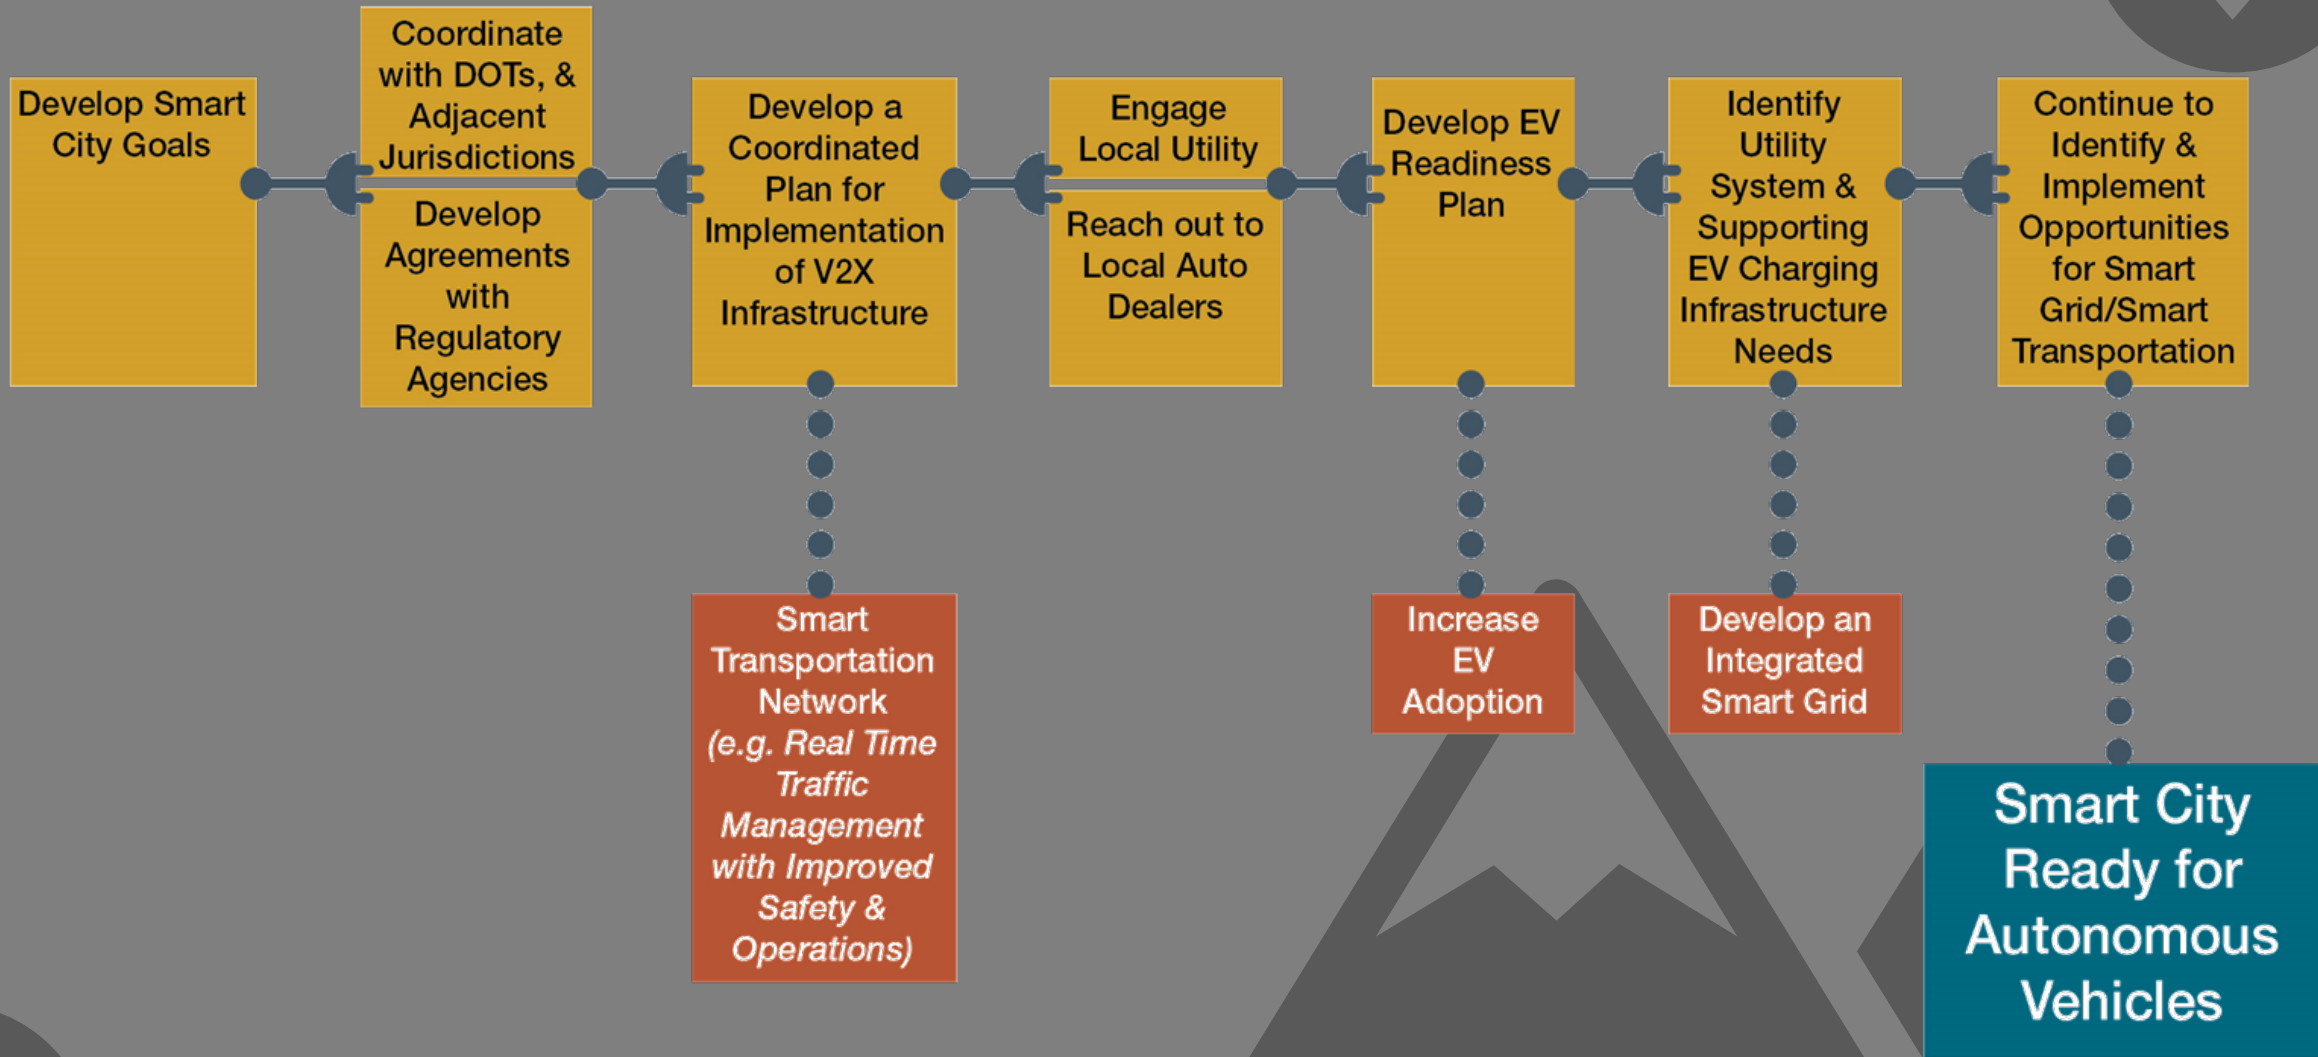 Develop Smart
City Goals
Coordinate
with DOTs, &
Adjacent
Jurisdictions
Develop
Agreements
with
Regulatory
Agencies
Develop a
Coordinated
Plan for
Implementation
of V2X
Infrastructure
Engage
Local Utility
Reach out to
Local Auto
Dealers
Develop EV
Readiness
Plan
Identify
Utility
System &
Supporting
EV Charging
Infrastructure
Needs
Continue to
Identify &
Implement
Opportunities
for Smart
Grid/Smart
Transportation
Smart
Transportation
Network
(e.g. Real Time
Traffic
Management
with Improved
Safety &
Operations)
Increase
EV
Adoption
Develop an
Integrated
Smart Grid
Smart City
Ready for
Autonomous
Vehicles